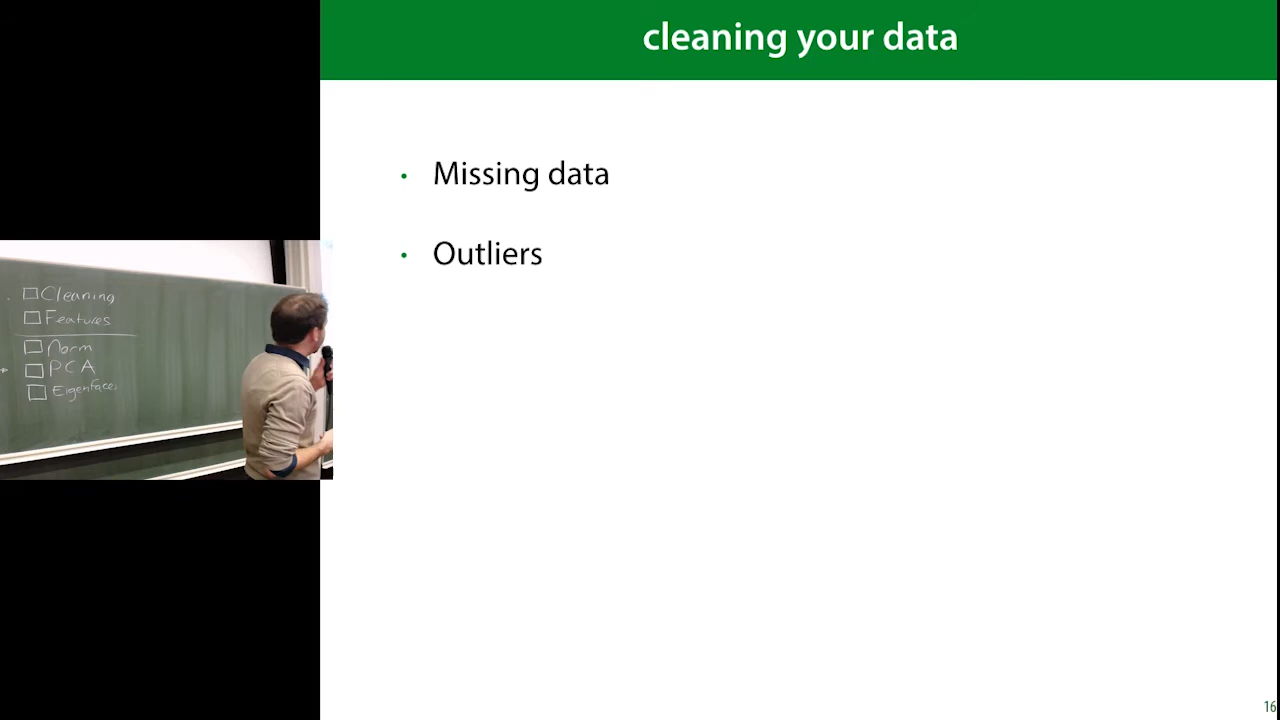 cleaning your data
• Missing data
• Outliers
Cleaning
Features
Norm
PCA
Eigenfaces
16